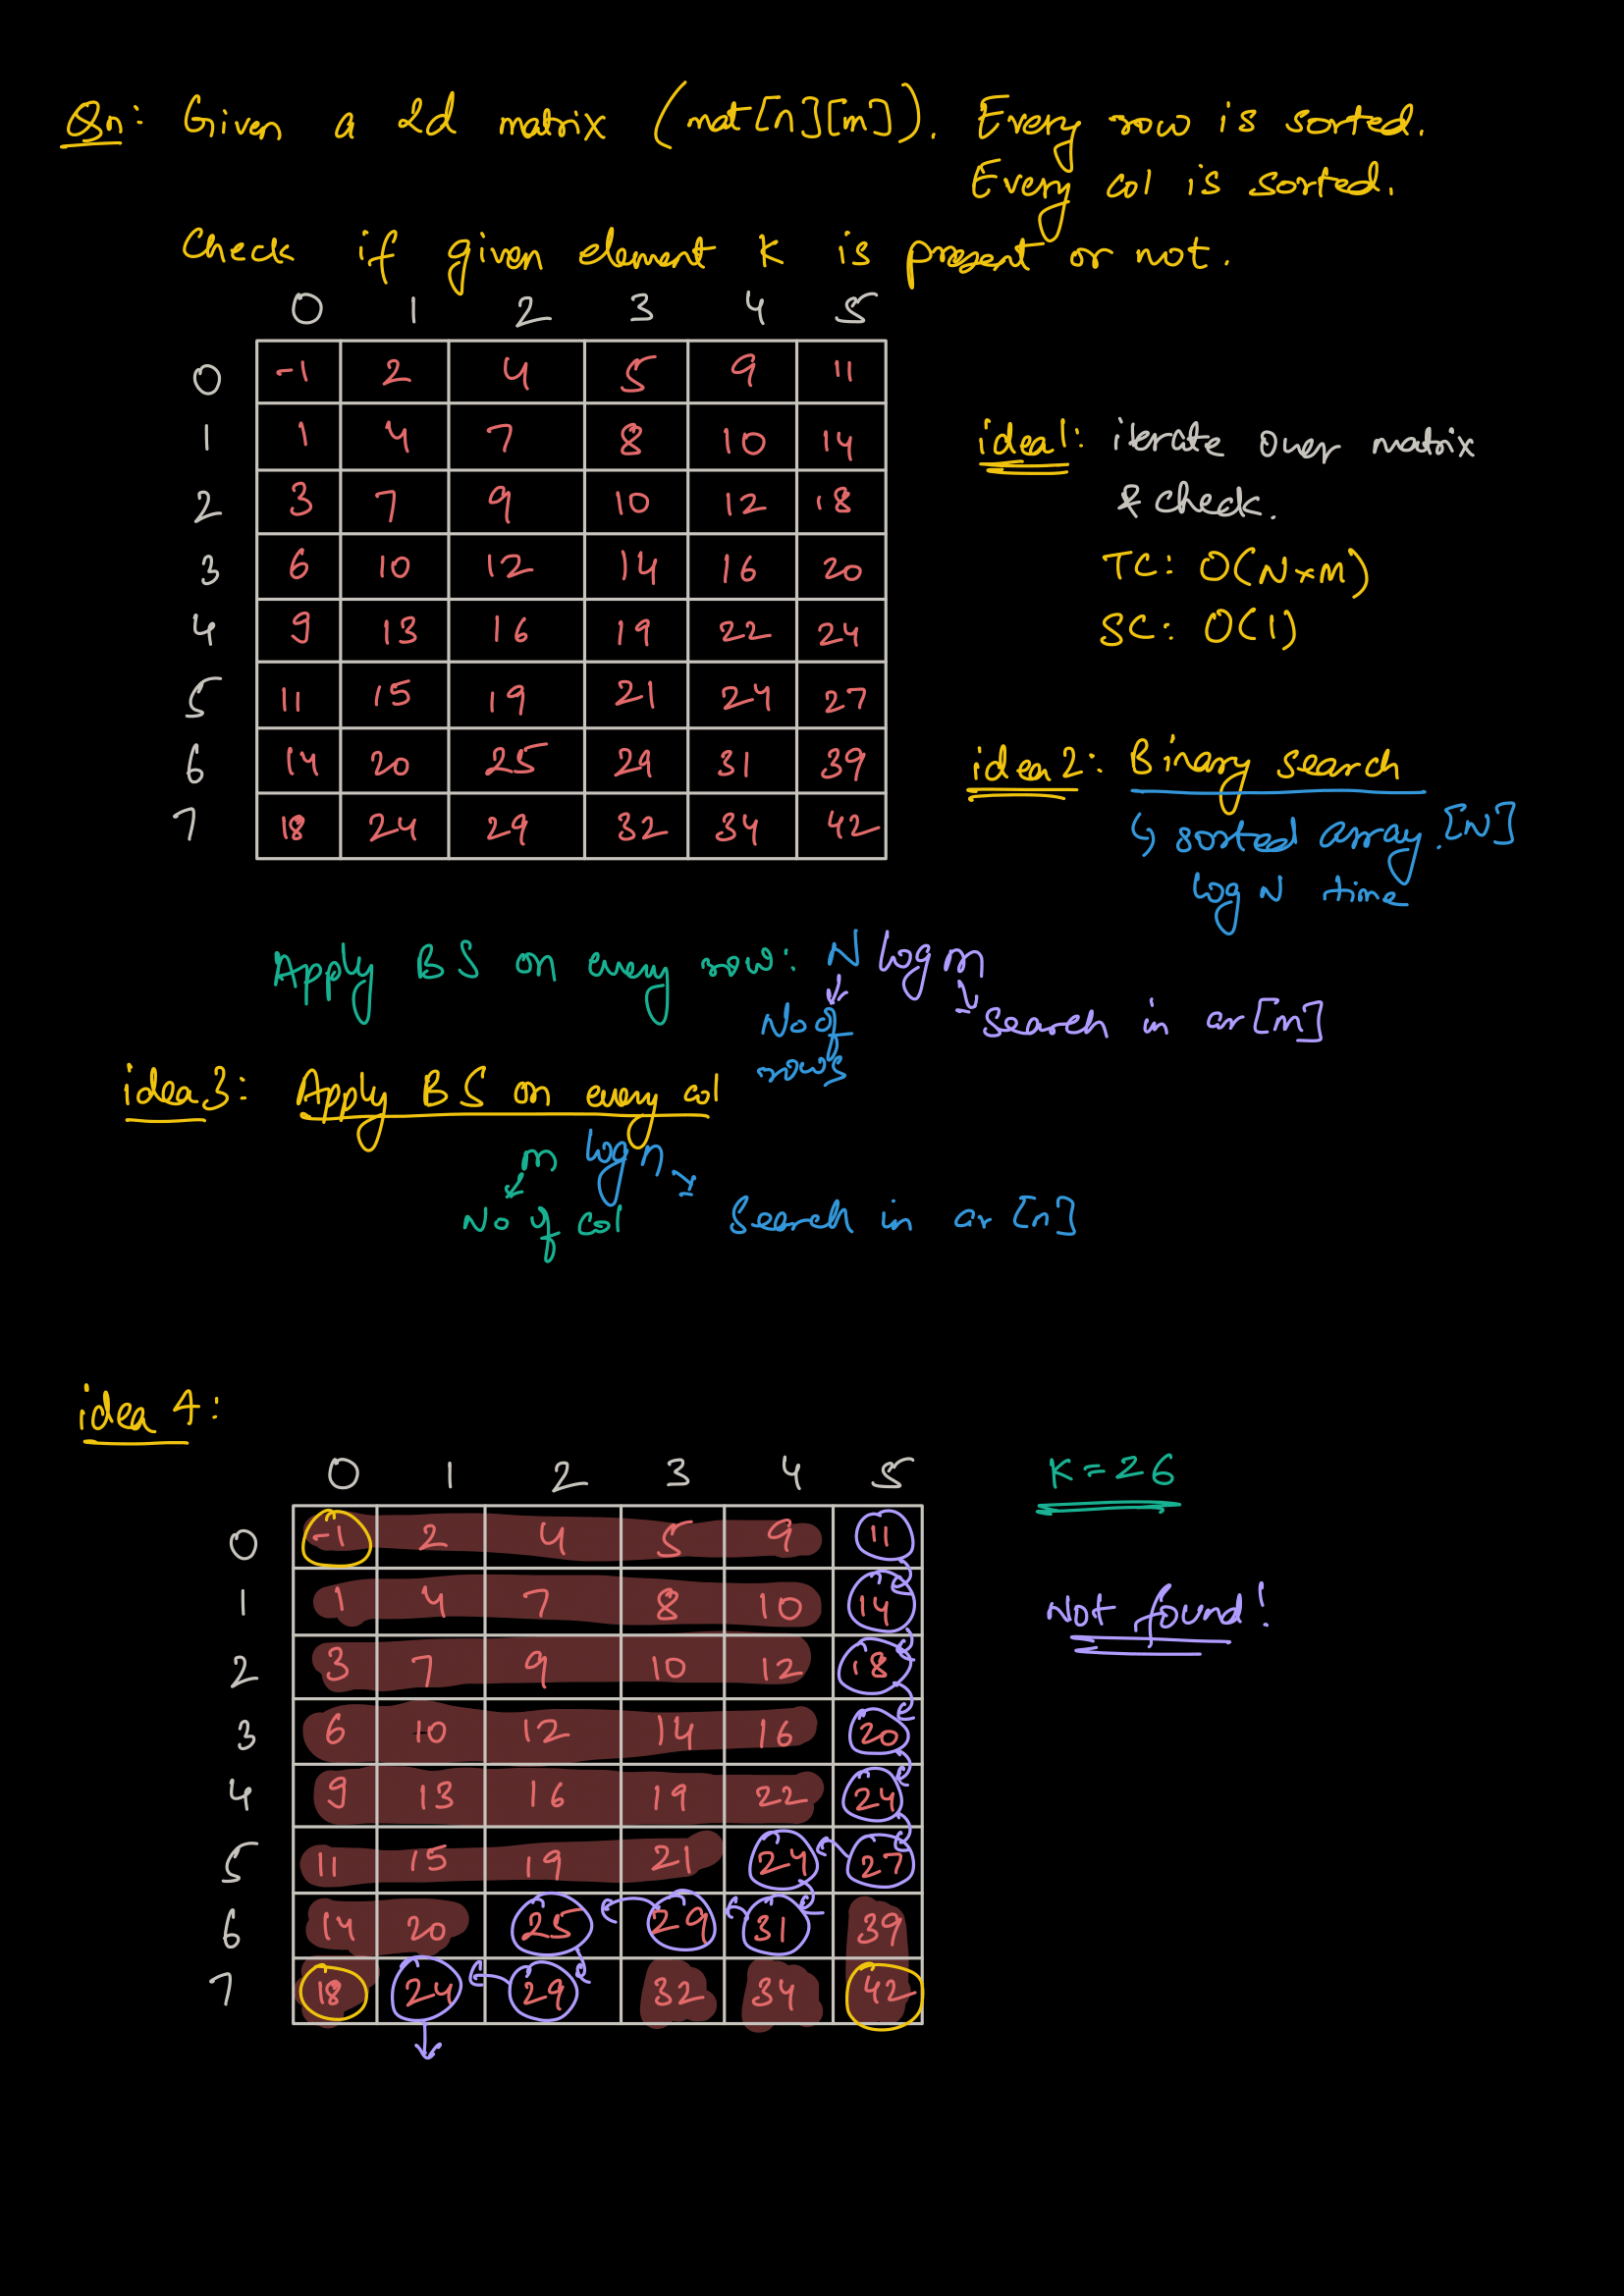 Qn: Given a 2d matrix (mat[n][m]). Every row is sorted.
Every col is sorted.
Check if given element K is present or not.
0 1 2 3 4 5
0 -1 2 4 5 9 11
1 1 4 7 8 10 14
2 3 7 9 10 12 18
3 6 10 12 14 16 20
4 9 13 16 19 22 24
5 11 15 19 21 24 27
6 14 20 25 29 31 39
7 18 24 29 32 34 42
idea1: iterate over matrix
& check.
TC: O(N×M)
SC: O(1)
idea2: Binary search
↳ sorted array. [N]
log N time
Apply BS on every row: N log m
No of
rows
search in ar[m]
idea3: Apply BS on every col
m log n
No of col
Search in ar[n]
idea 4:
0 1 2 3 4 5
0 -1 2 4 5 9 11
1 1 4 7 8 10 14
2 3 7 9 10 12 18
3 6 10 12 14 16 20
4 9 13 16 19 22 24
5 11 15 19 21 24 27
6 14 20 25 29 31 39
7 18 24 29 32 34 42
K=26
Not found!